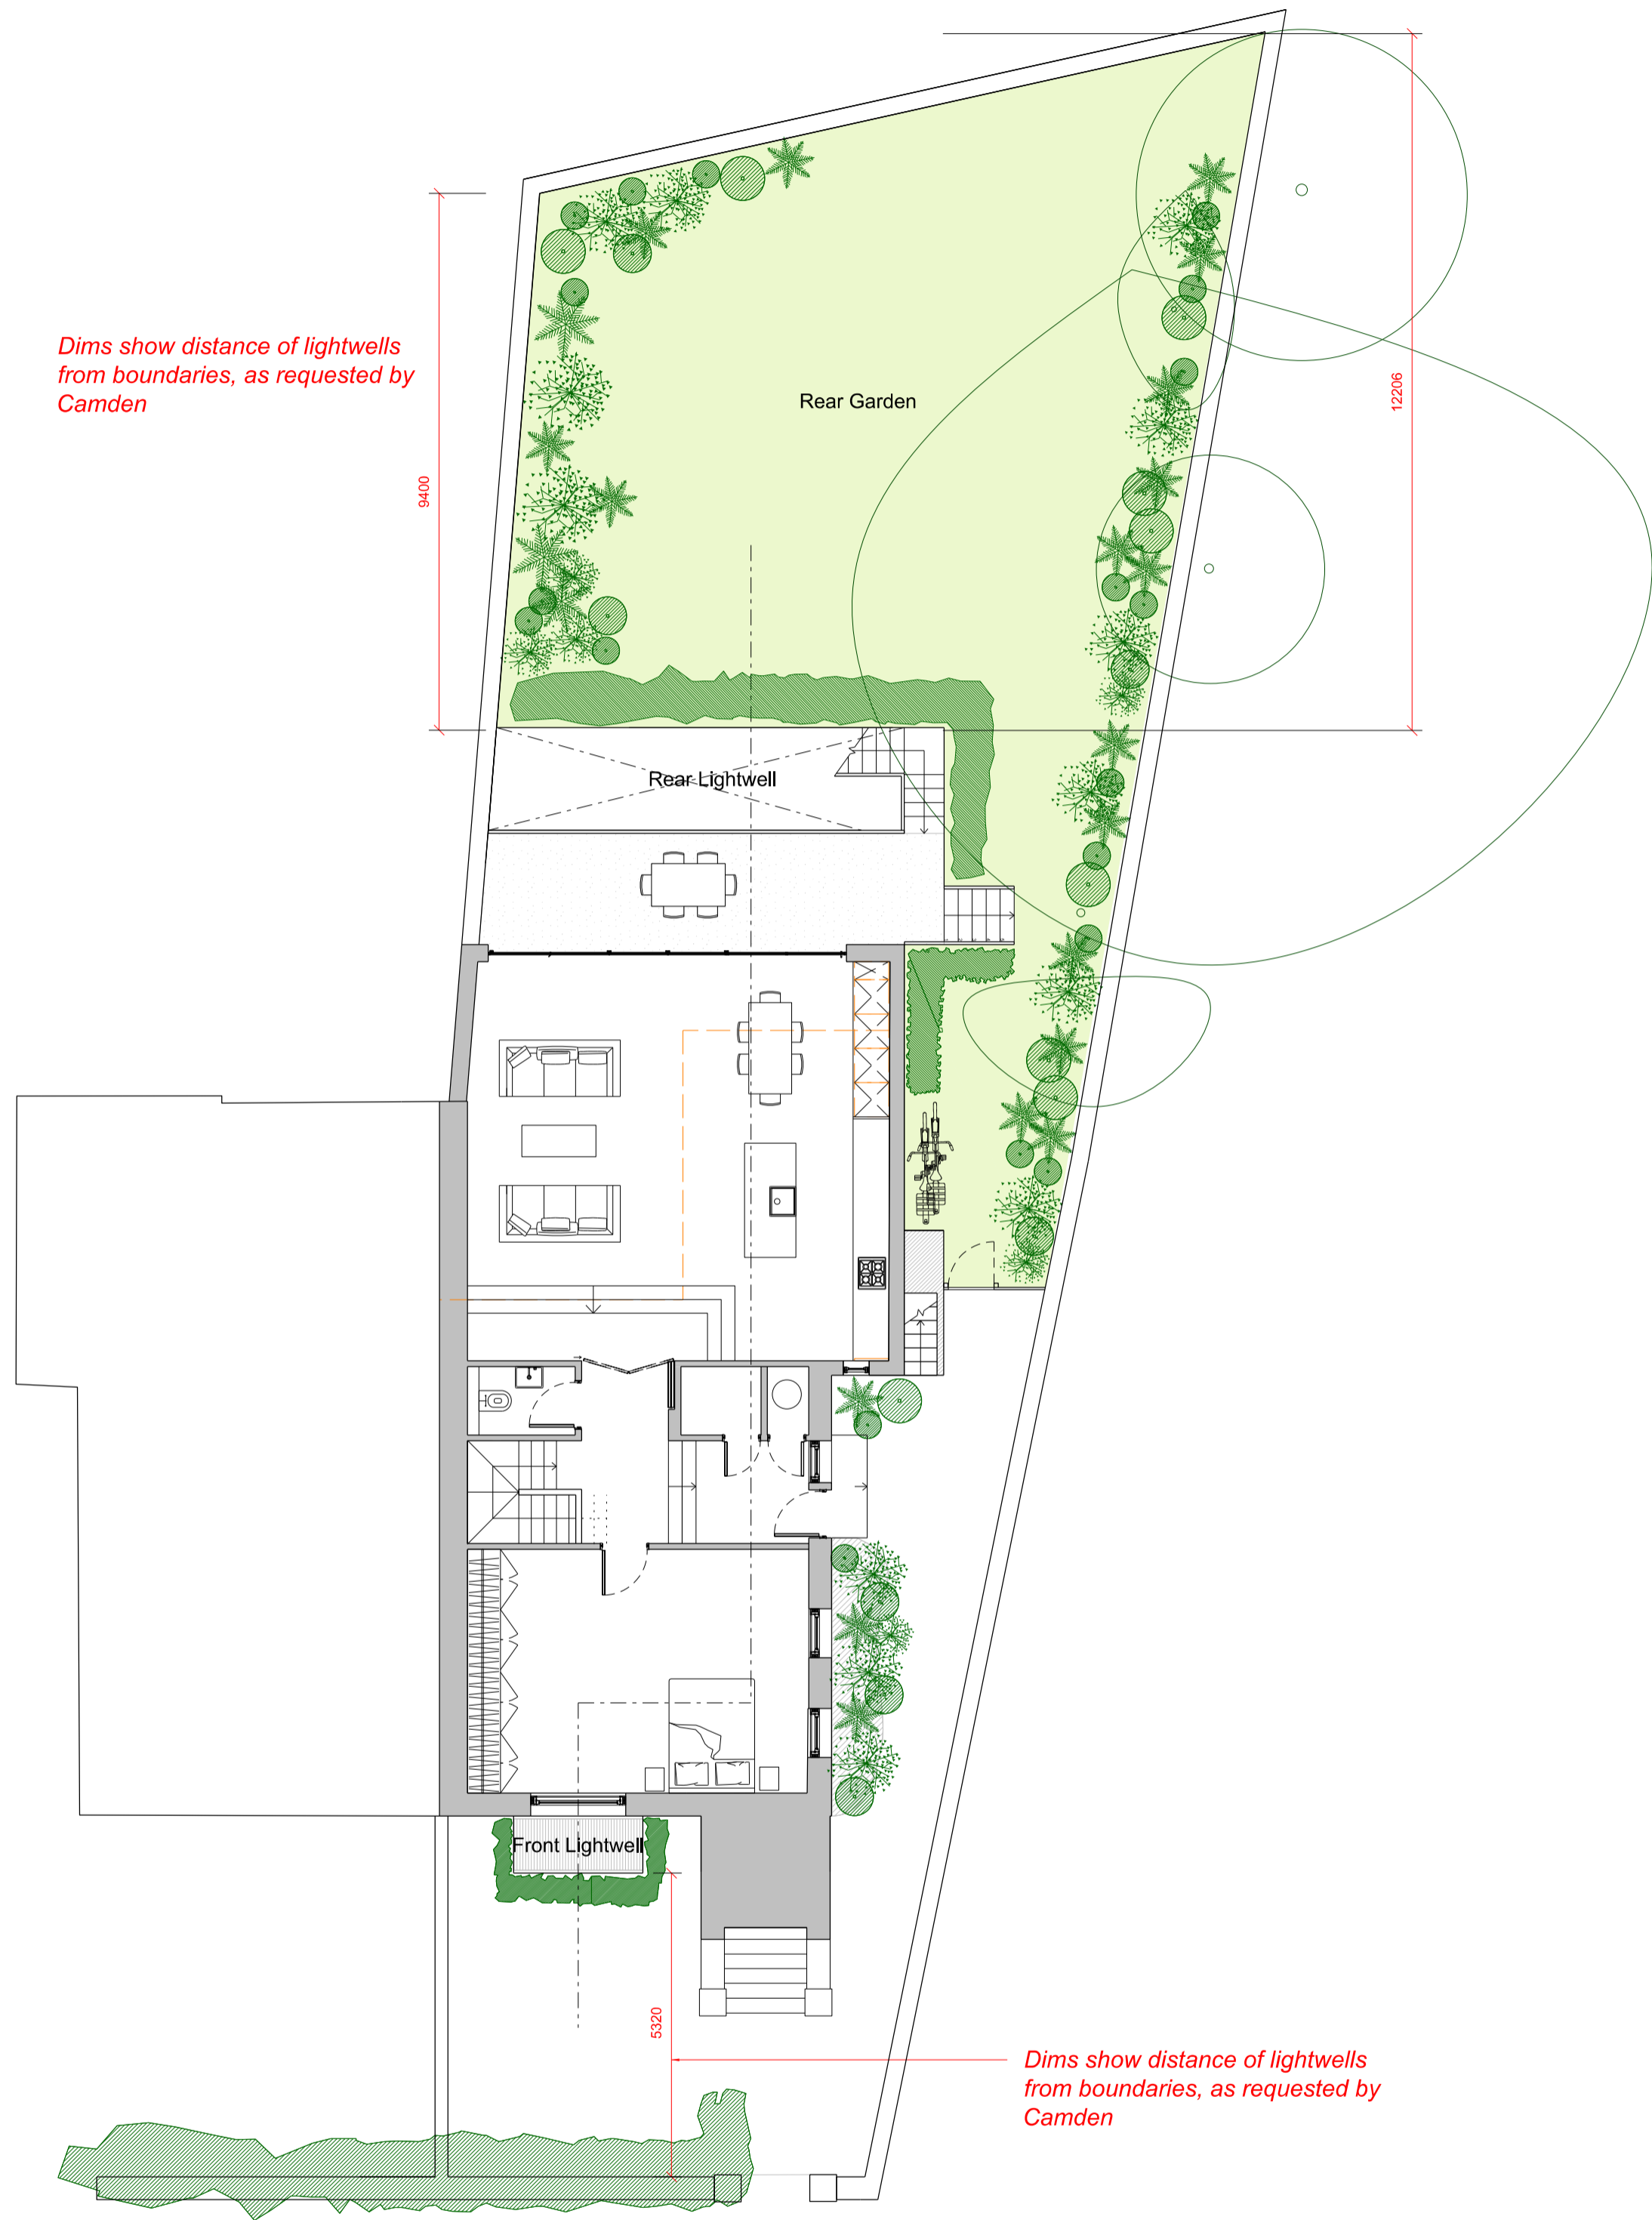 12206
Dims show distance of lightwells
from boundaries, as requested by
Camden
Rear Garden
9400
Rear Lightwell
Front Lightwell
5320
Dims show distance of lightwells
from boundaries, as requested by
Camden